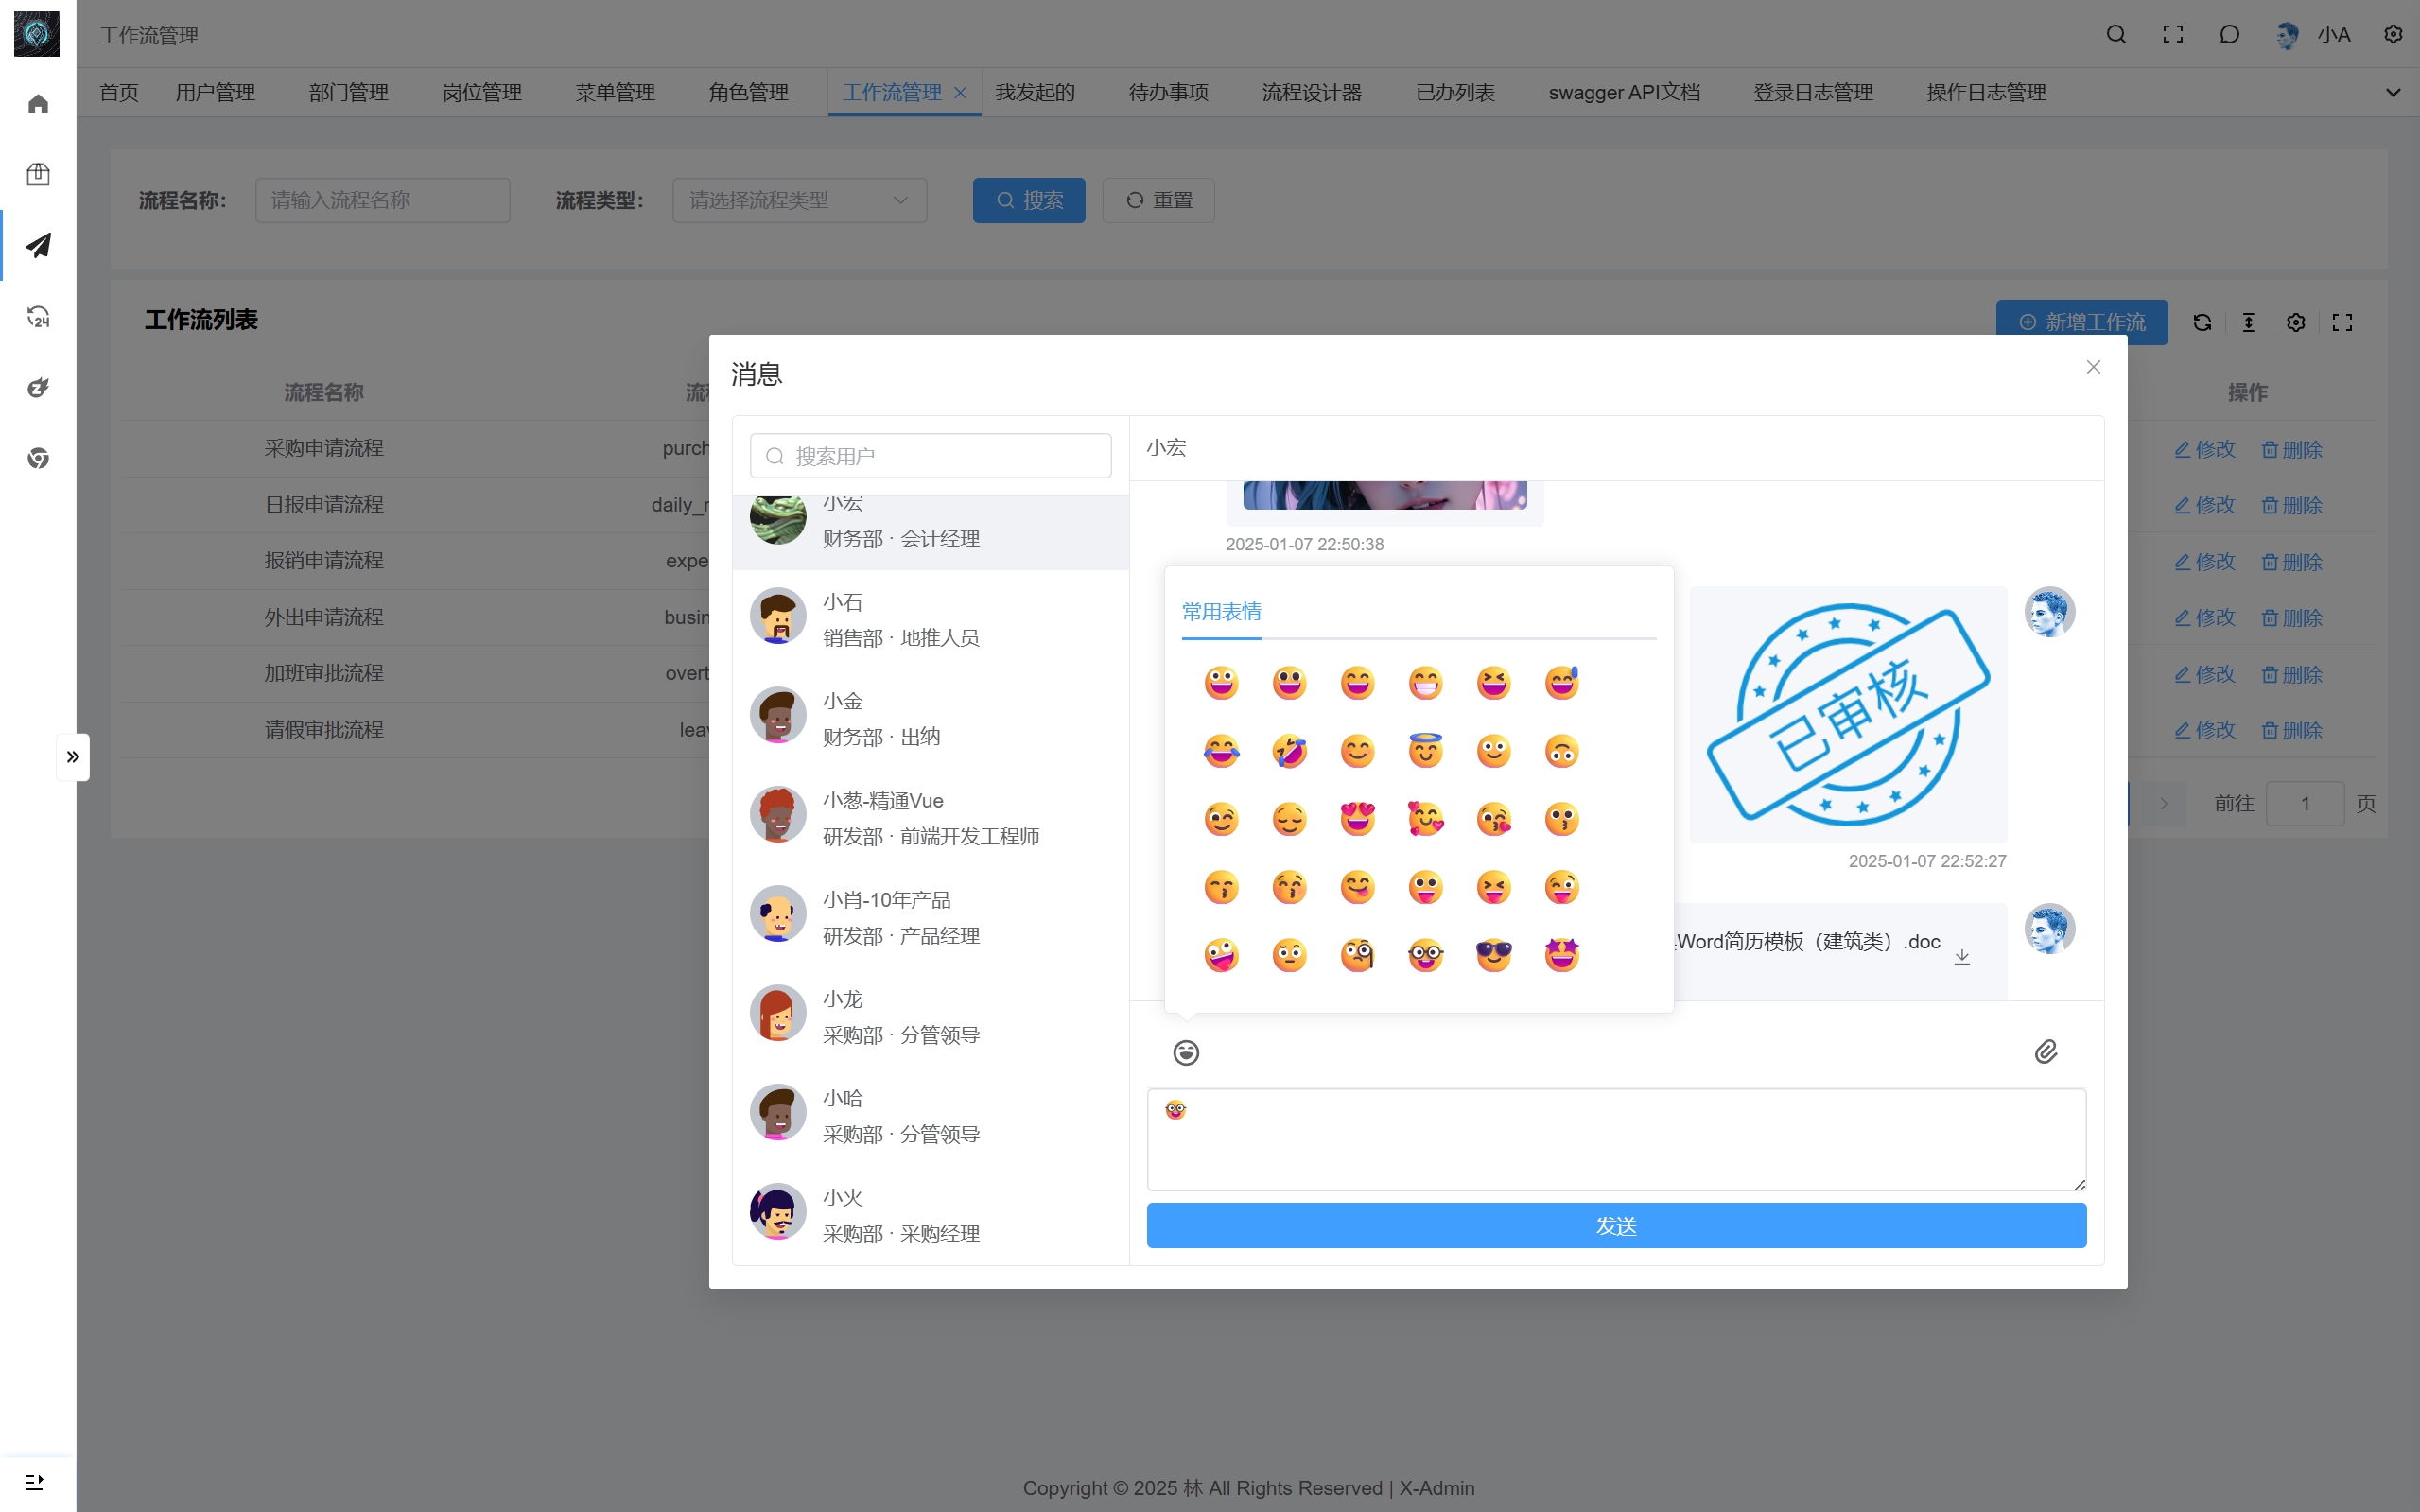 工作流管理
小A
首页 用户管理 部门管理 岗位管理 菜单管理 角色管理 工作流管理 我发起的 待办事项 流程设计器 已办列表 swagger API文档 登录日志管理 操作日志管理
流程名称： 请输入流程名称 流程类型： 请选择流程类型 搜索 重置
工作流列表 新增工作流
流程名称 流 操作
采购申请流程 purch 修改 删除
日报申请流程 daily_r 修改 删除
报销申请流程 expe 修改 删除
外出申请流程 busin 修改 删除
加班审批流程 overt 修改 删除
请假审批流程 lea 修改 删除
前往 1 页
24
消息
搜索用户
小宏
财务部 · 会计经理
小石
销售部 · 地推人员
小金
财务部 · 出纳
小葱-精通Vue
研发部 · 前端开发工程师
小肖-10年产品
研发部 · 产品经理
小龙
采购部 · 分管领导
小哈
采购部 · 分管领导
小火
采购部 · 采购经理
小宏
2025-01-07 22:50:38
常用表情
已审核
2025-01-07 22:52:27
Word简历模板（建筑类）.doc
发送
Copyright © 2025 林 All Rights Reserved | X-Admin